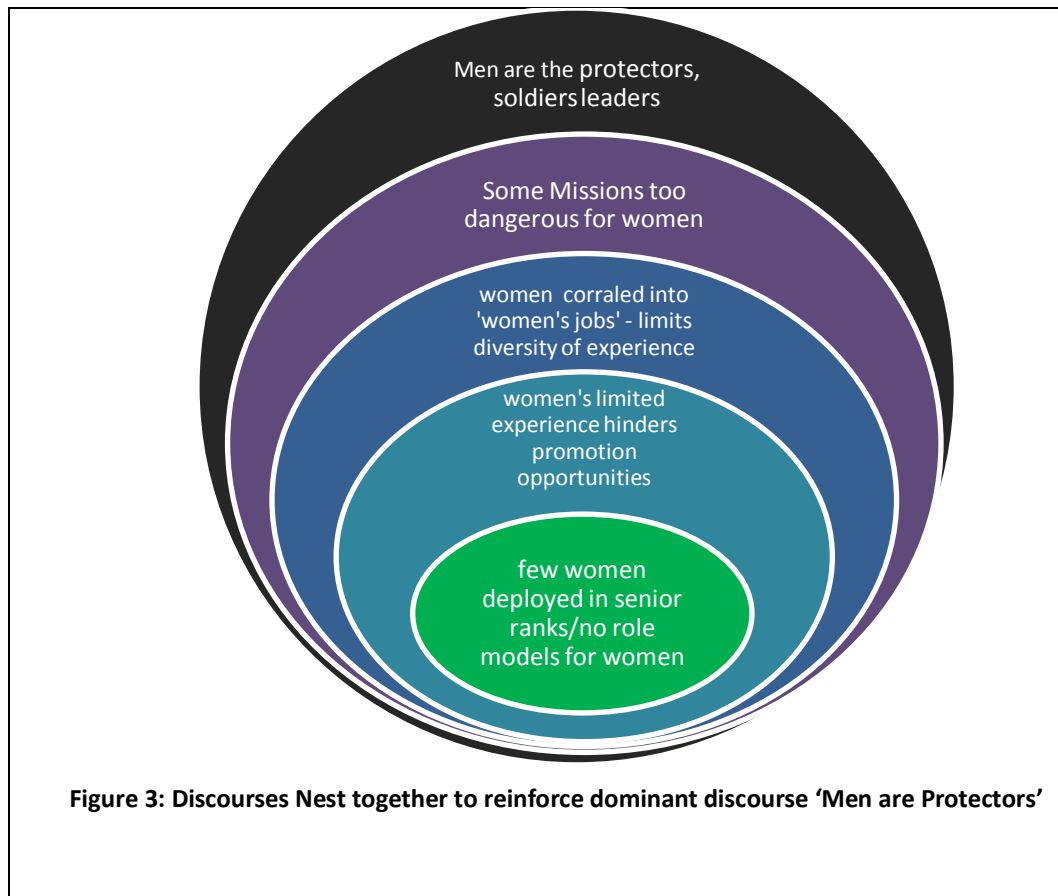 Men are the protectors,
soldiers leaders
Some Missions too
dangerous for women
women corraled into
'women's jobs' - limits
diversity of experience
women's limited
experience hinders
promotion
opportunities
few women
deployed in senior
ranks/no role
models for women
Figure 3: Discourses Nest together to reinforce dominant discourse ‘Men are Protectors’